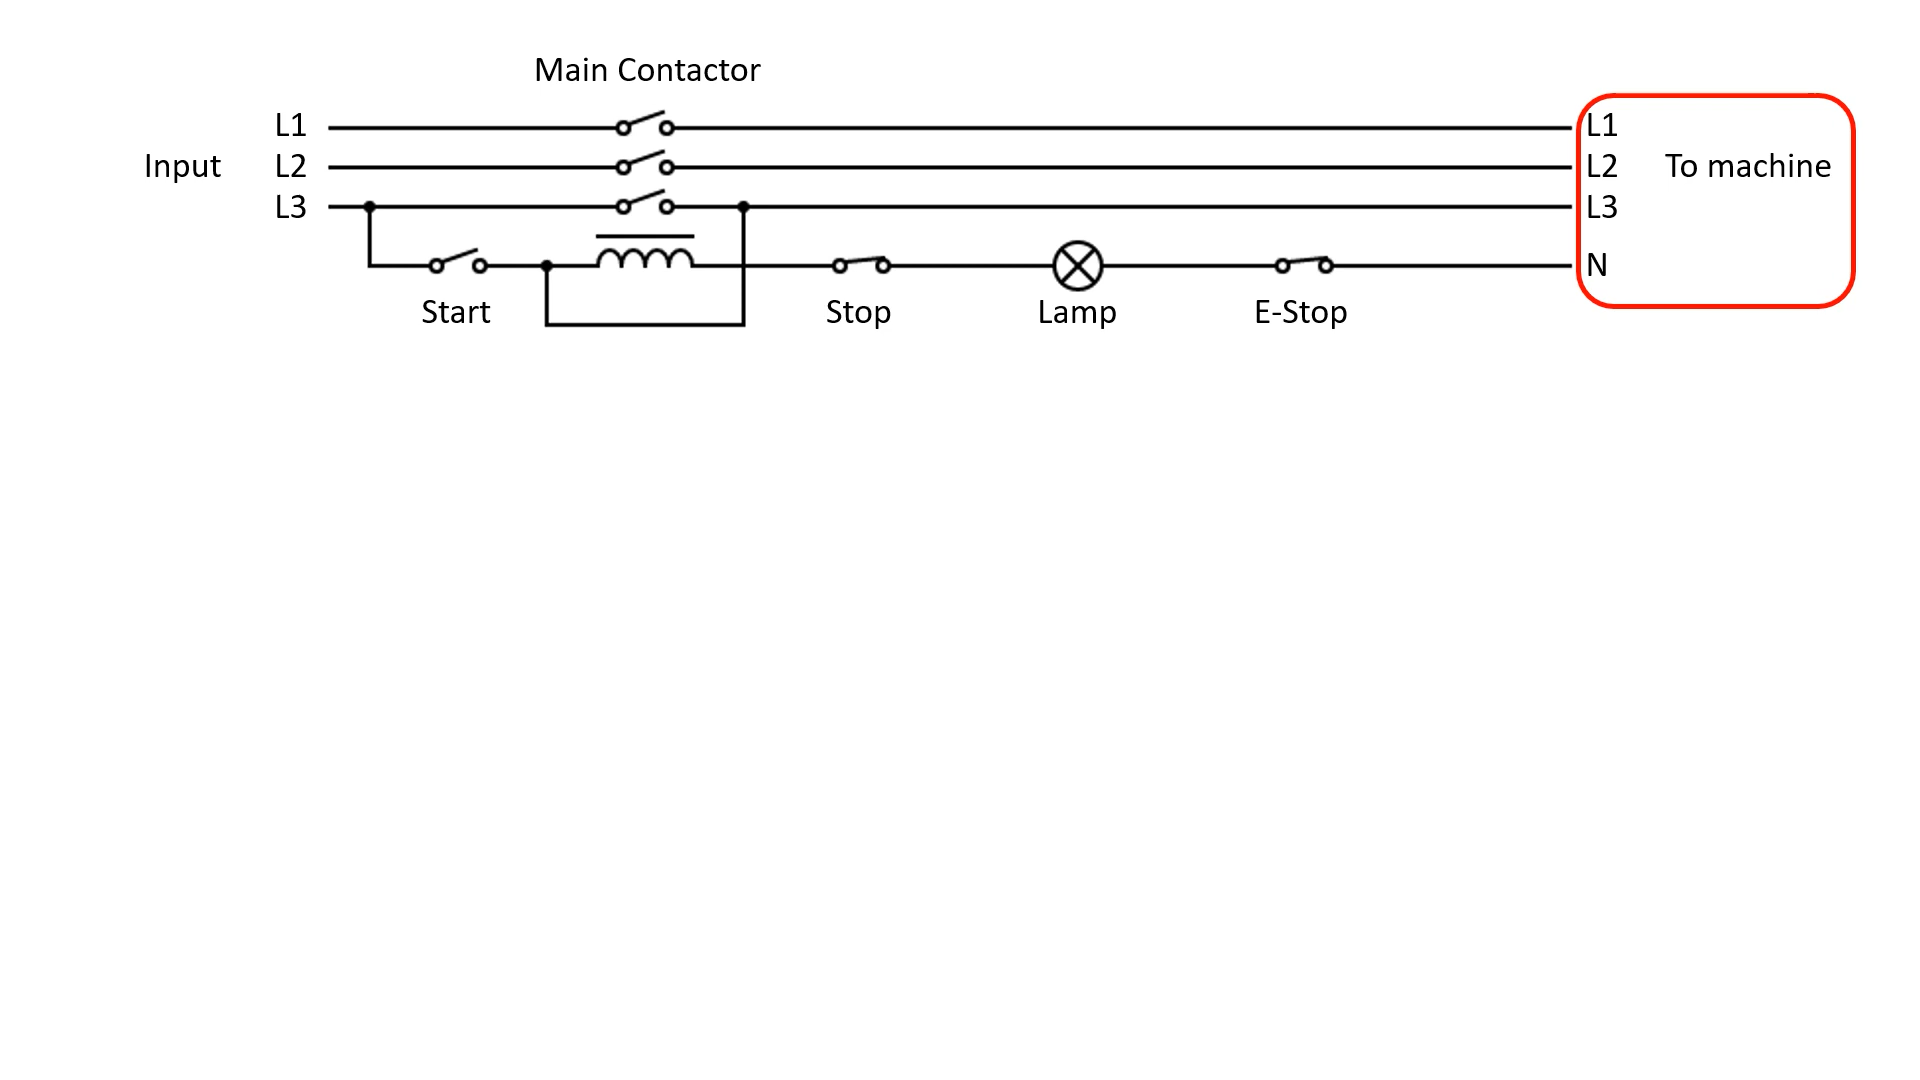 Main Contactor
L1 L1
Input L2 L2 To machine
L3 L3
N
Start Stop Lamp E-Stop